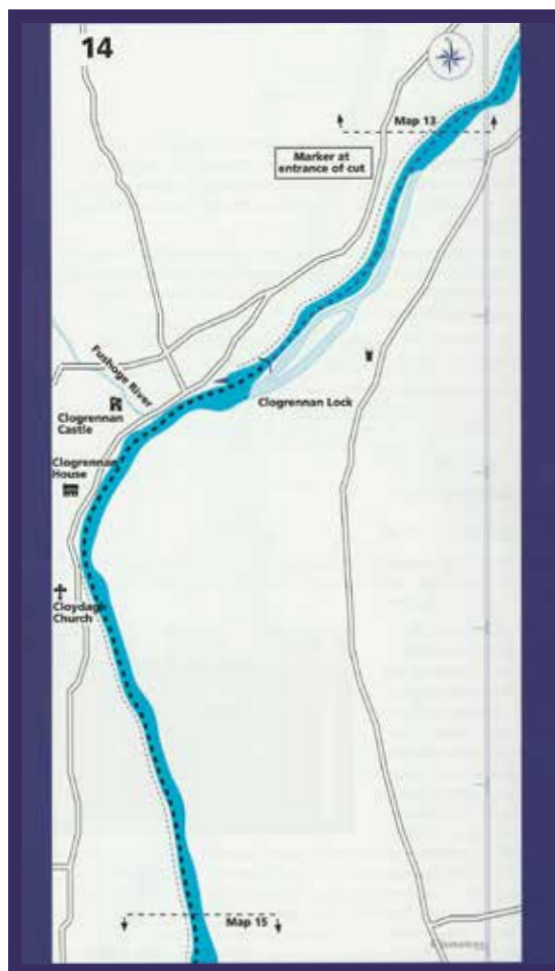 14
Map 13
Marker at
entrance of cut
Fushoge River
Clogrennan Lock
Clogrennan
Castle
Clogrennan
House
Cloydagh
Church
Map 15